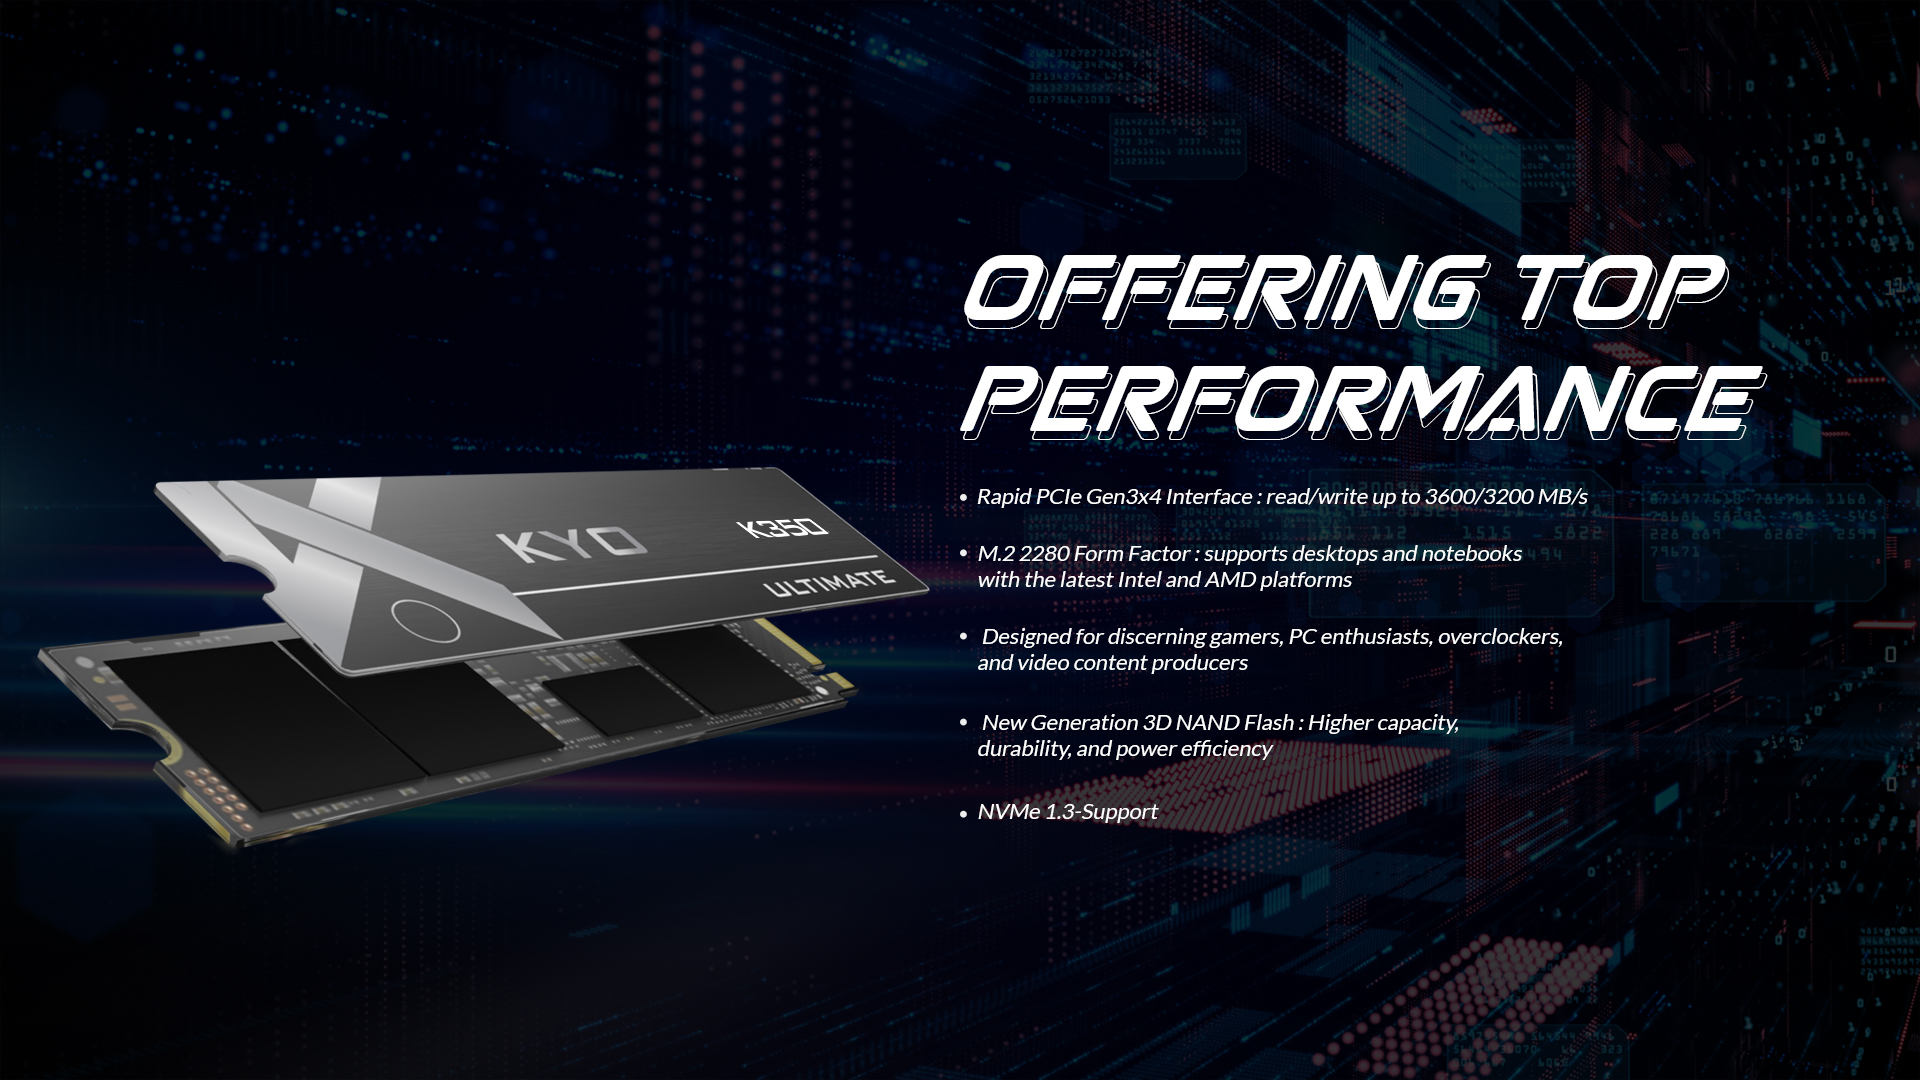 OFFERING TOP
PERFORMANCE
KYO
K350
ULTIMATE
• Rapid PCIe Gen3x4 Interface : read/write up to 3600/3200 MB/s
• M.2 2280 Form Factor : supports desktops and notebooks
with the latest Intel and AMD platforms
• Designed for discerning gamers, PC enthusiasts, overclockers,
and video content producers
• New Generation 3D NAND Flash : Higher capacity,
durability, and power efficiency
• NVMe 1.3-Support